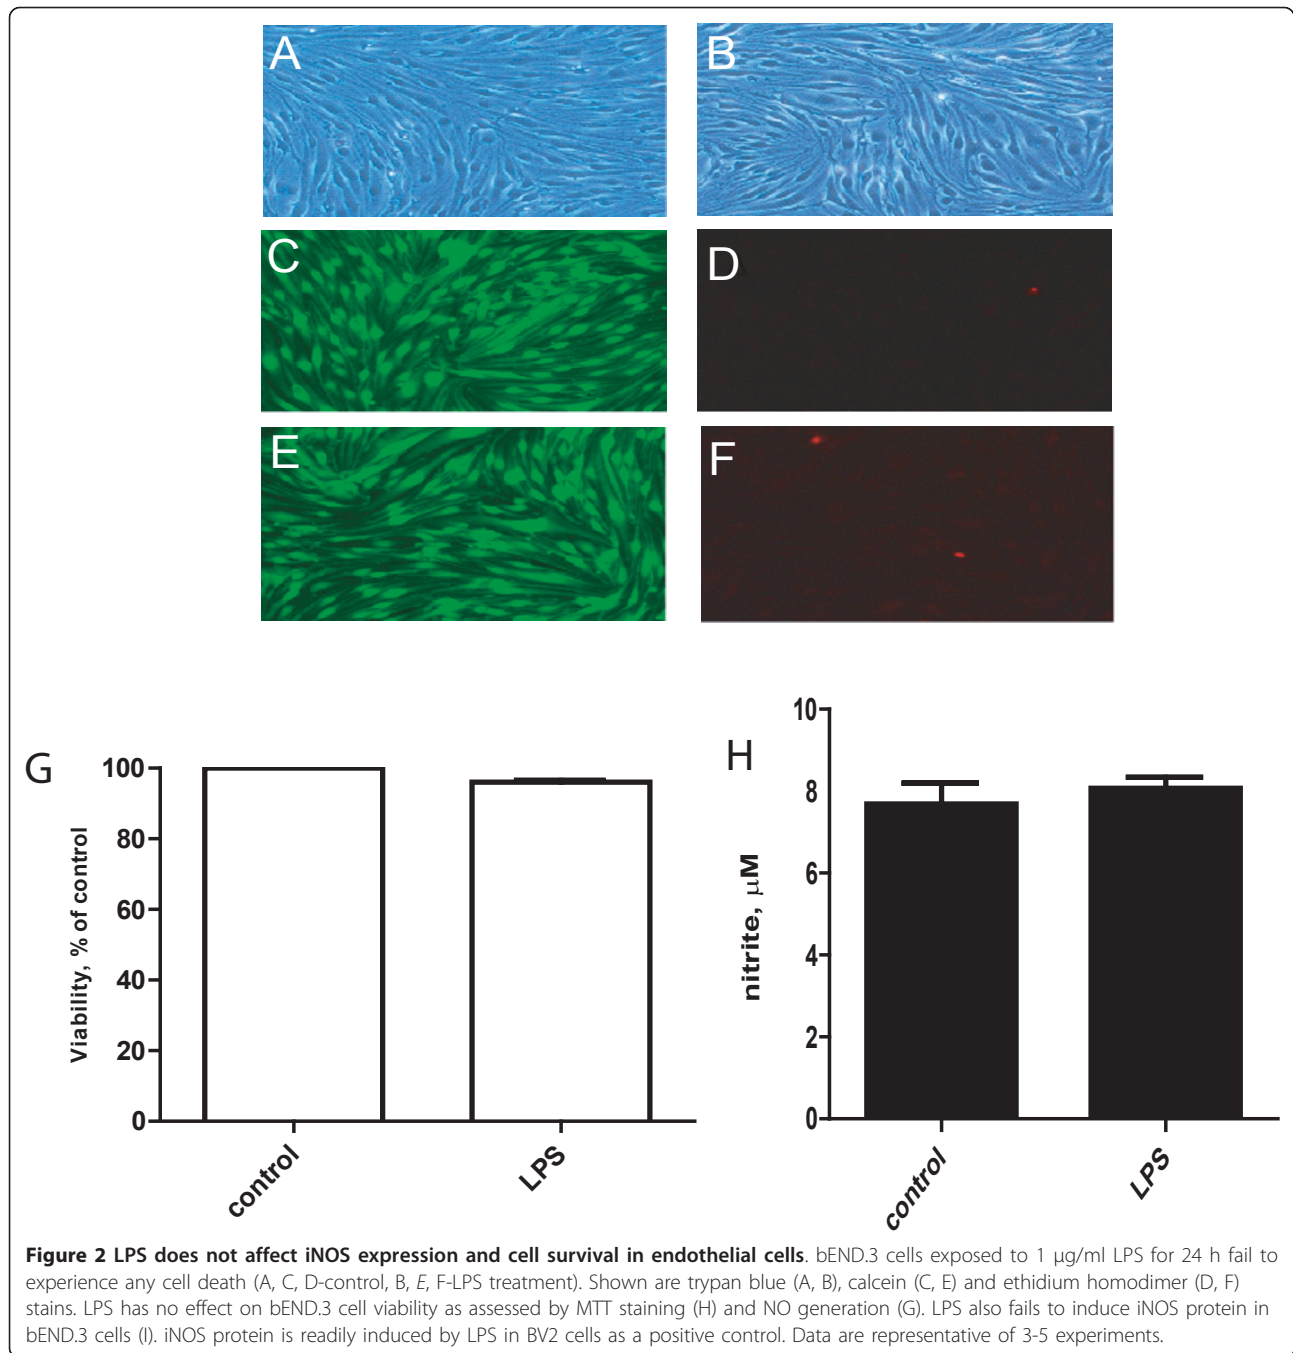 A
B
C
D
E
F
G
100
80
60
40
20
0
Viability, % of control
control
LPS
H
10
8
6
4
2
0
nitrite, µM
control
LPS
Figure 2 LPS does not affect iNOS expression and cell survival in endothelial cells. bEND.3 cells exposed to 1 μg/ml LPS for 24 h fail to
experience any cell death (A, C, D-control, B, E, F-LPS treatment). Shown are trypan blue (A, B), calcein (C, E) and ethidium homodimer (D, F)
stains. LPS has no effect on bEND.3 cell viability as assessed by MTT staining (H) and NO generation (G). LPS also fails to induce iNOS protein in
bEND.3 cells (I). iNOS protein is readily induced by LPS in BV2 cells as a positive control. Data are representative of 3-5 experiments.